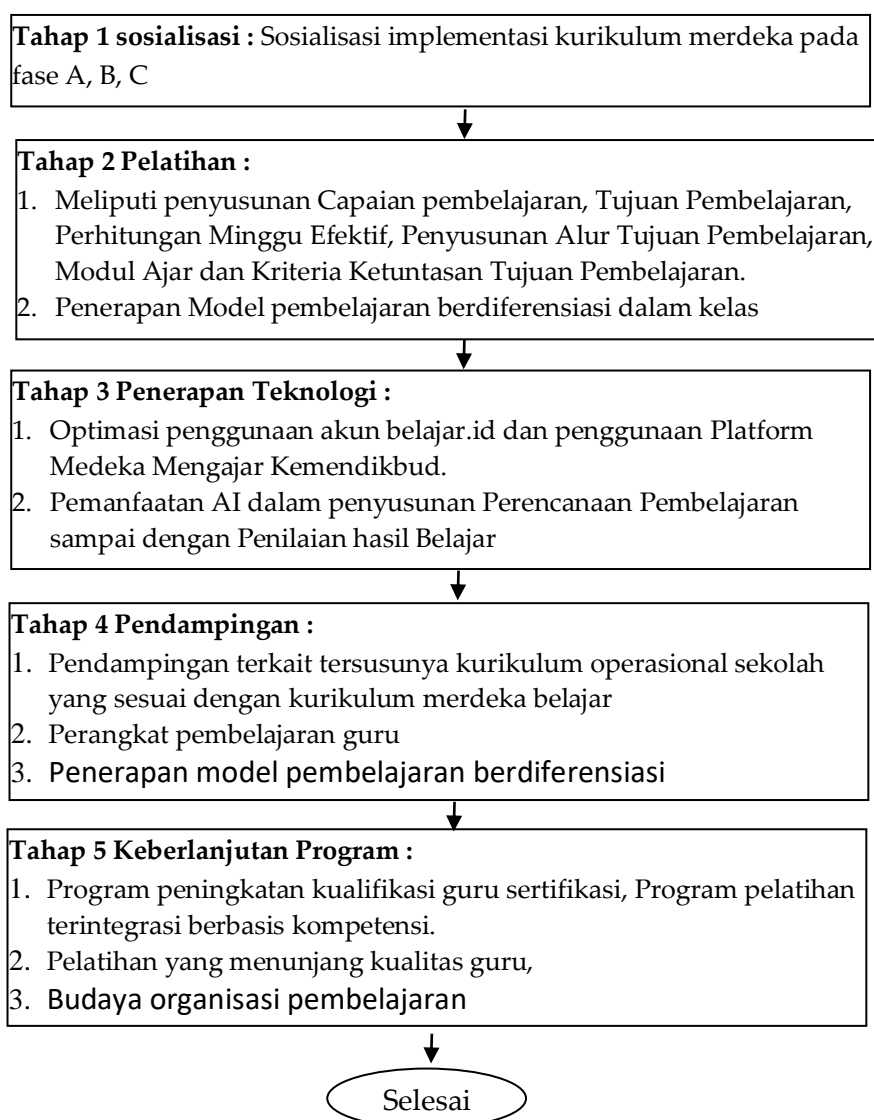 Tahap 1 sosialisasi : Sosialisasi implementasi kurikulum merdeka pada
fase A, B, C
Tahap 2 Pelatihan :
1. Meliputi penyusunan Capaian pembelajaran, Tujuan Pembelajaran,
Perhitungan Minggu Efektif, Penyusunan Alur Tujuan Pembelajaran,
Modul Ajar dan Kriteria Ketuntasan Tujuan Pembelajaran.
2. Penerapan Model pembelajaran berdiferensiasi dalam kelas
Tahap 3 Penerapan Teknologi :
1. Optimasi penggunaan akun belajar.id dan penggunaan Platform
Medeka Mengajar Kemendikbud.
2. Pemanfaatan AI dalam penyusunan Perencanaan Pembelajaran
sampai dengan Penilaian hasil Belajar
Tahap 4 Pendampingan :
1. Pendampingan terkait tersusunya kurikulum operasional sekolah
yang sesuai dengan kurikulum merdeka belajar
2. Perangkat pembelajaran guru
3. Penerapan model pembelajaran berdiferensiasi
Tahap 5 Keberlanjutan Program :
1. Program peningkatan kualifikasi guru sertifikasi, Program pelatihan
terintegrasi berbasis kompetensi.
2. Pelatihan yang menunjang kualitas guru,
3. Budaya organisasi pembelajaran
Selesai